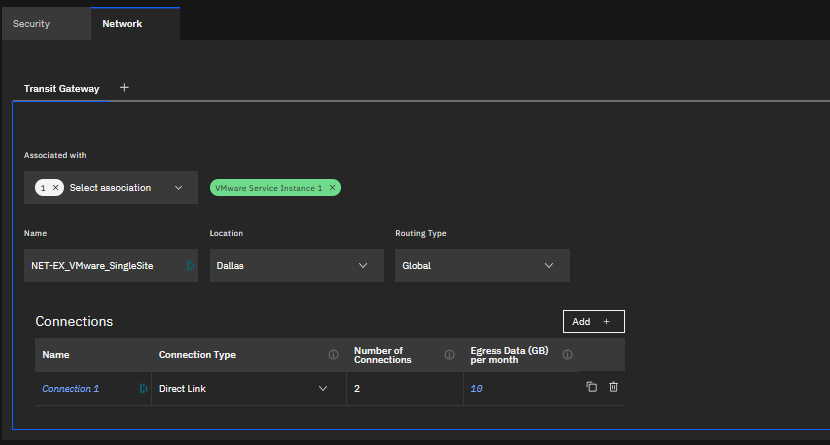 Security
Network
Transit Gateway +
Associated with
1 × Select association
VMware Service Instance 1 ×
Name
Location
Routing Type
NET-EX_VMware_SingleSite
Dallas
Global
Connections
Add +
Name
Connection Type
Number of
Connections
Egress Data (GB)
per month
Connection 1
Direct Link
2
10